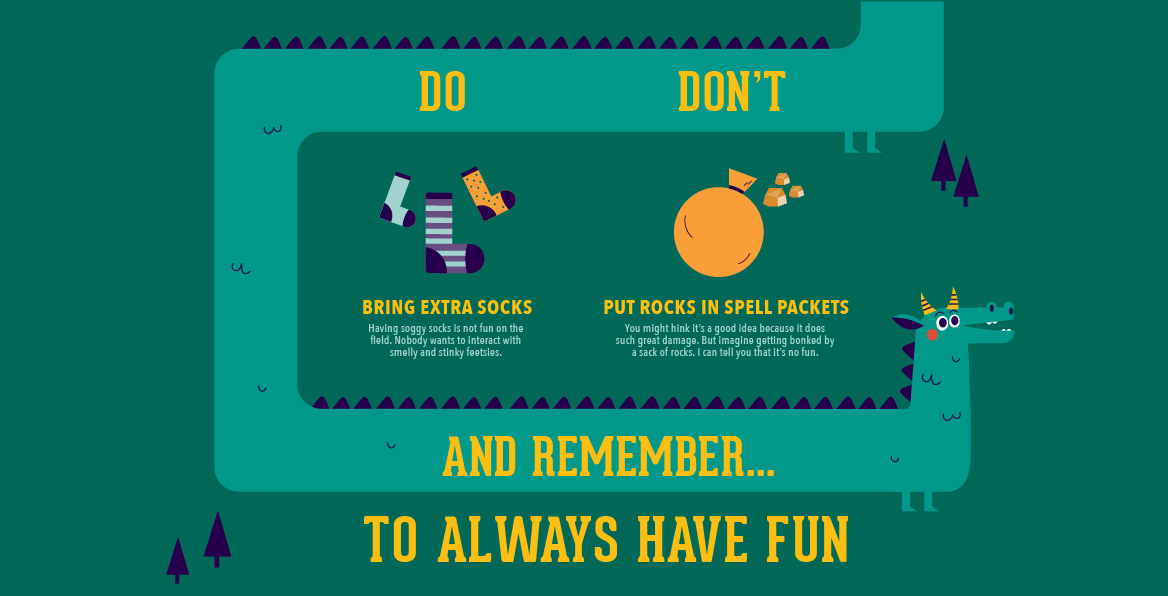 DO
DON'T
BRING EXTRA SOCKS
Having soggy socks is not fun on the
field. Nobody wants to interact with
smelly and stinky feetsies.
PUT ROCKS IN SPELL PACKETS
You might hink it's a good idea because it does
such great damage. But imagine getting bonked by
a sack of rocks. I can tell you that it's no fun.
AND REMEMBER...
TO ALWAYS HAVE FUN